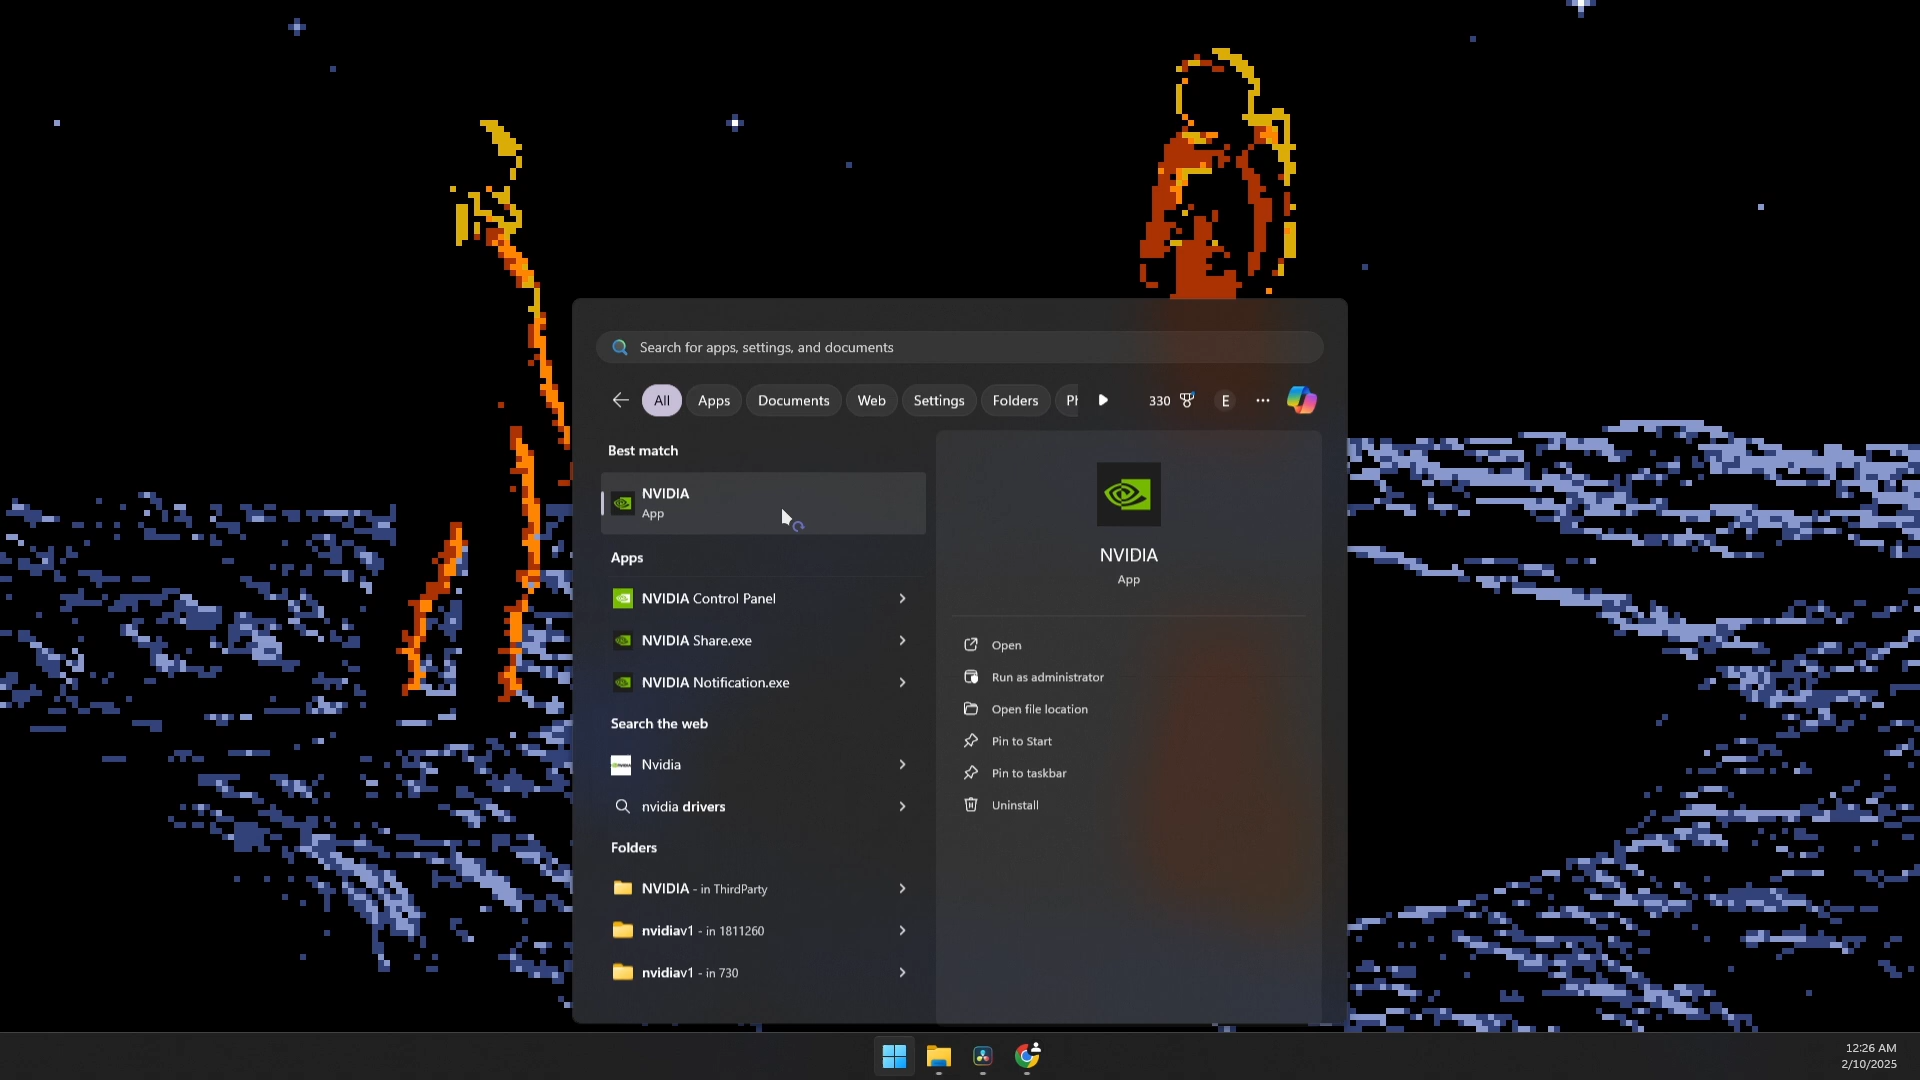 Search for apps, settings, and documents
All Apps Documents Web Settings Folders 330 E
Best match
NVIDIA
App
Apps
NVIDIA Control Panel
NVIDIA Share.exe
NVIDIA Notification.exe
Search the web
Nvidia
nvidia drivers
Folders
NVIDIA - in ThirdParty
nvidiav1 - in 1811260
nvidiav1 - in 730
NVIDIA
App
Open
Run as administrator
Open file location
Pin to Start
Pin to taskbar
Uninstall
12:26 AM
2/10/2025